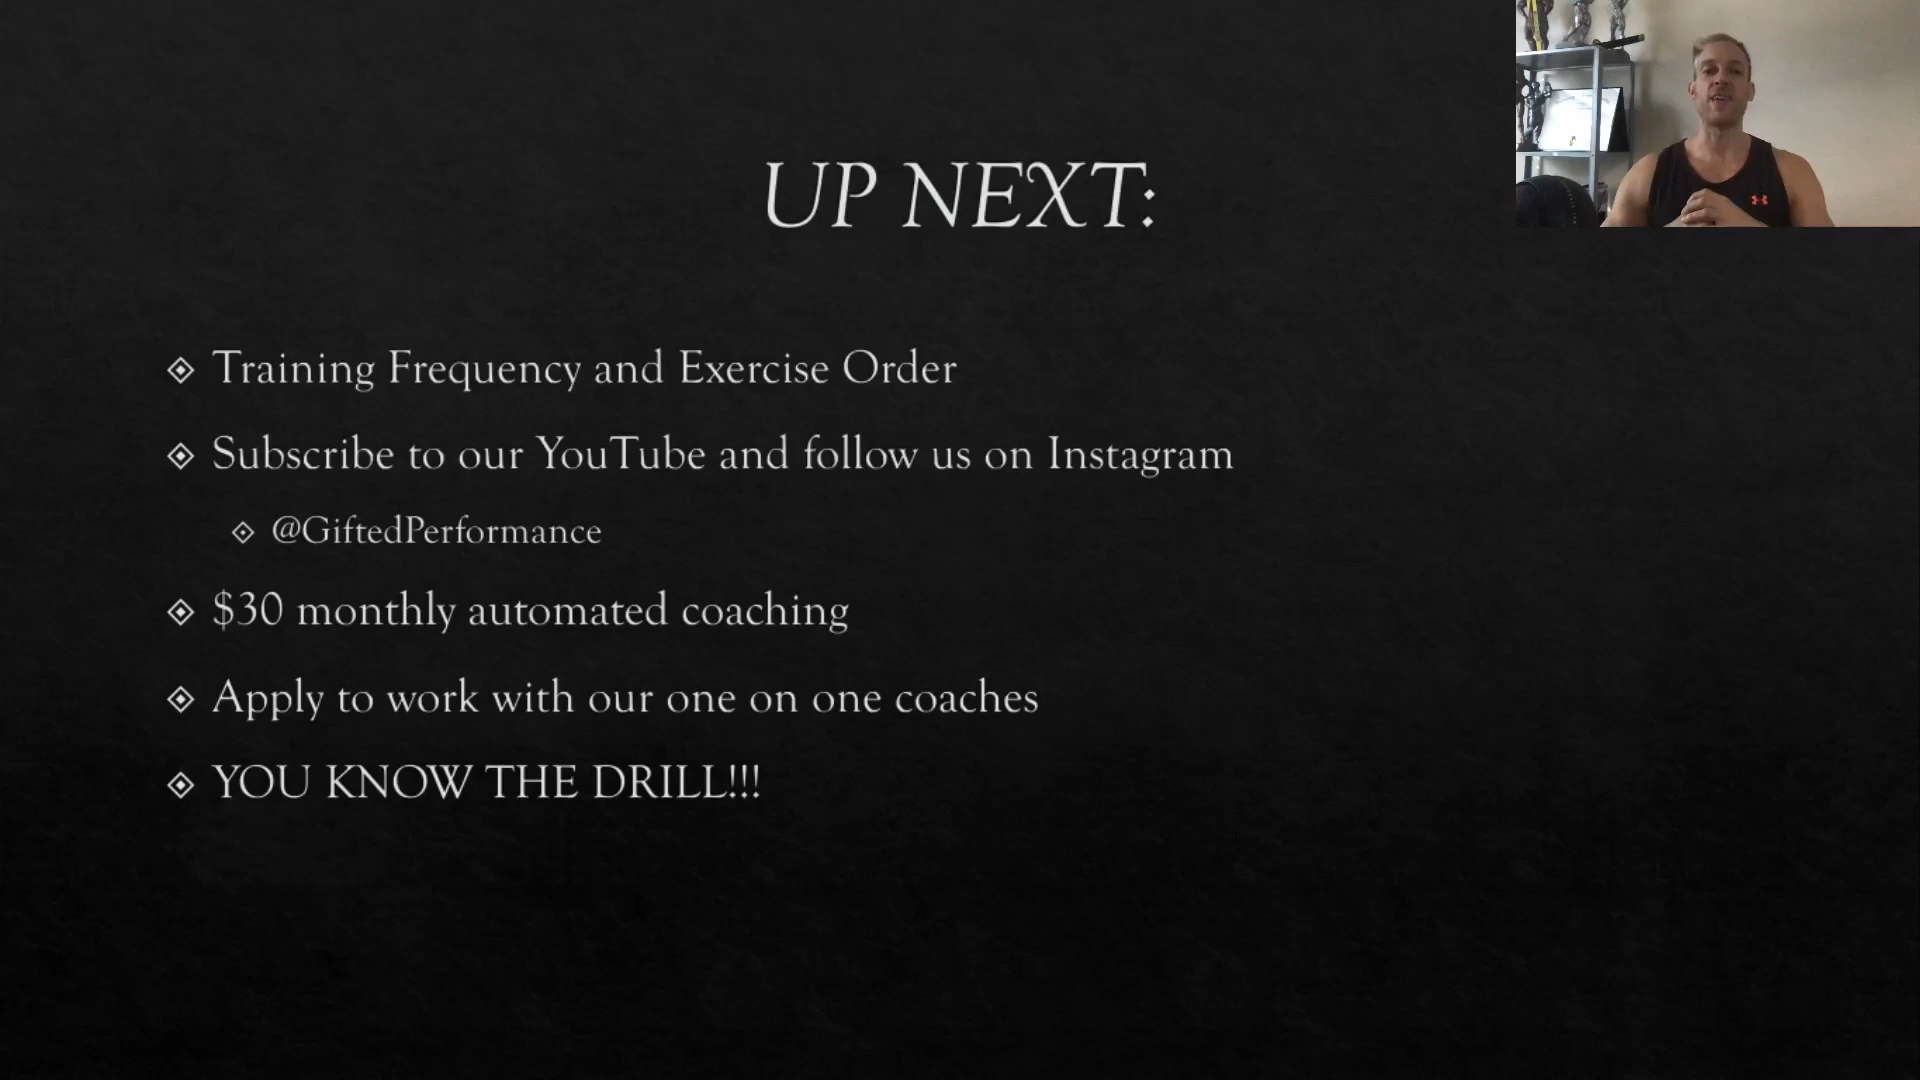 UP NEXT:
Training Frequency and Exercise Order
Subscribe to our YouTube and follow us on Instagram
@GiftedPerformance
$30 monthly automated coaching
Apply to work with our one on one coaches
YOU KNOW THE DRILL!!!